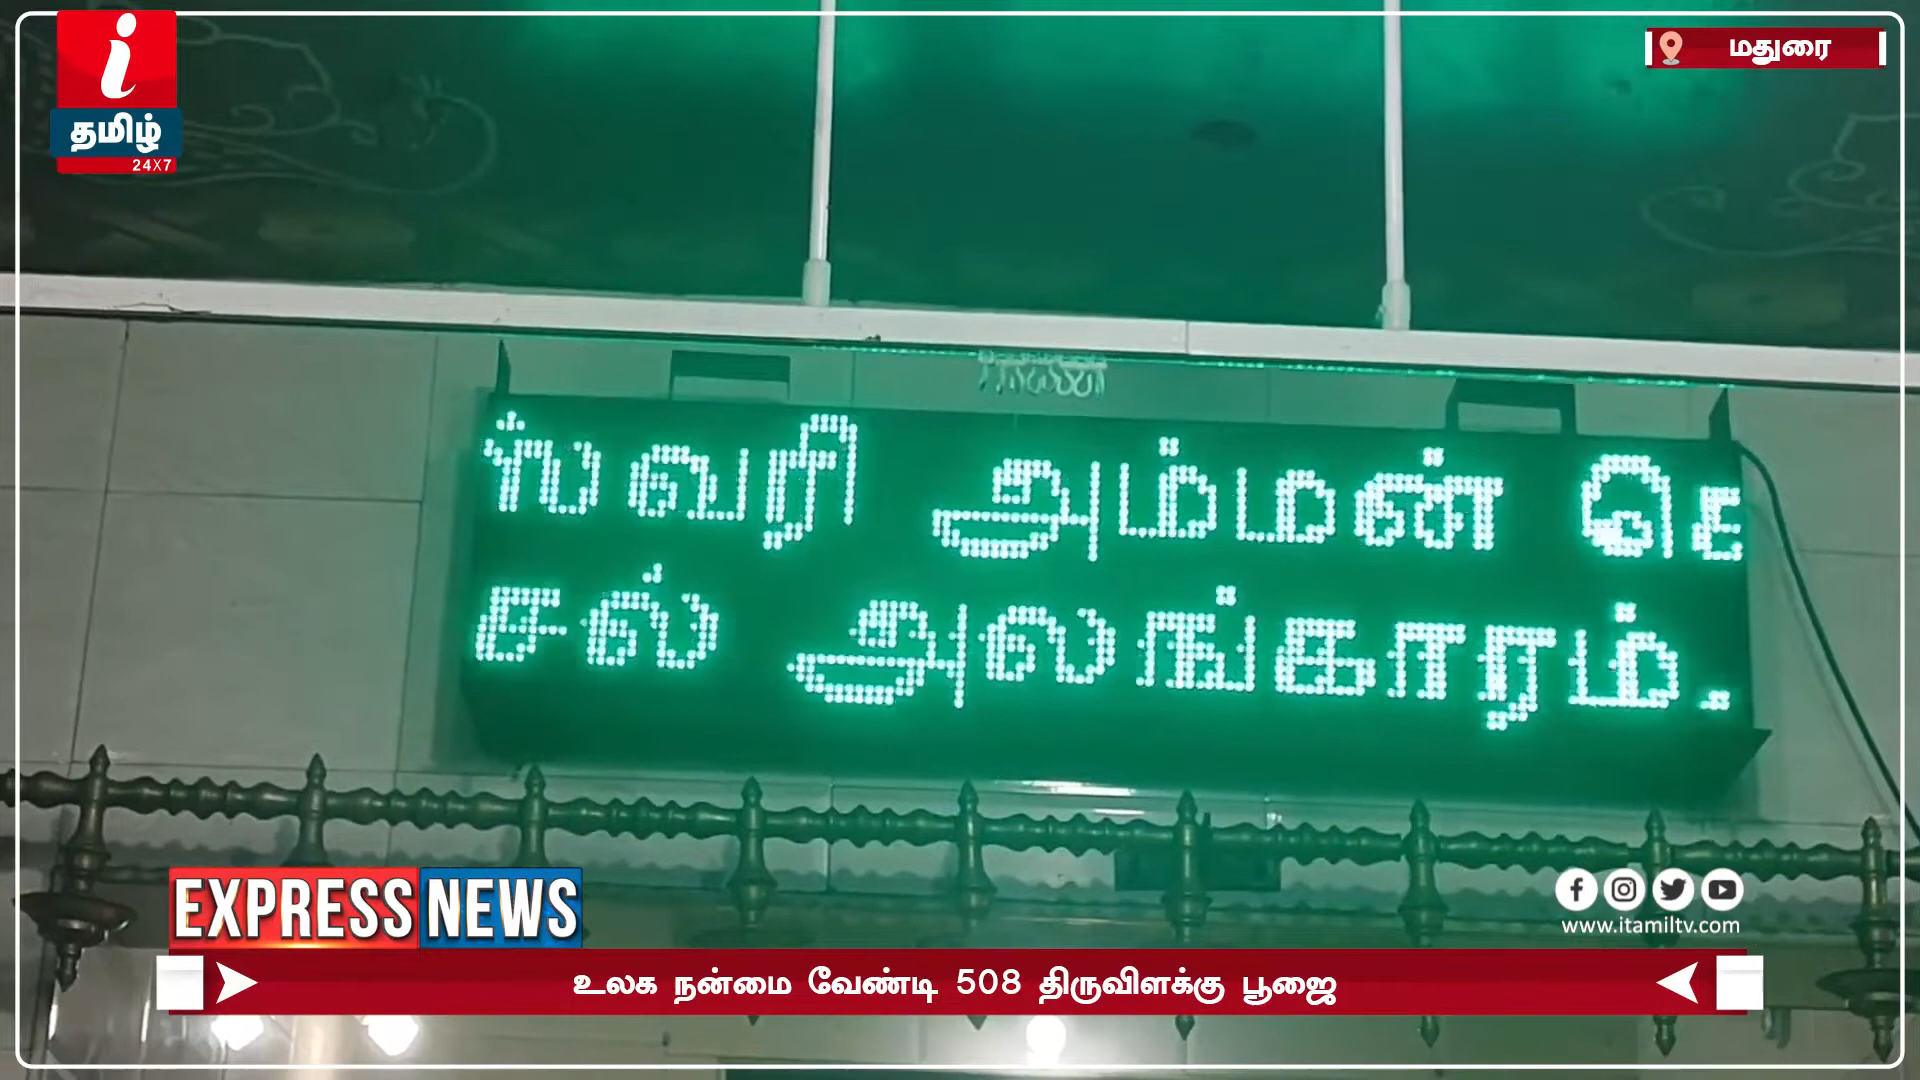 i
தமிழ்
24X7
மதுரை
ஸ்வரி அம்மன்
சல் அலங்காரம்.
EXPRESS NEWS
www.itamiltv.com
உலக நன்மை வேண்டி 508 திருவிளக்கு பூஜை